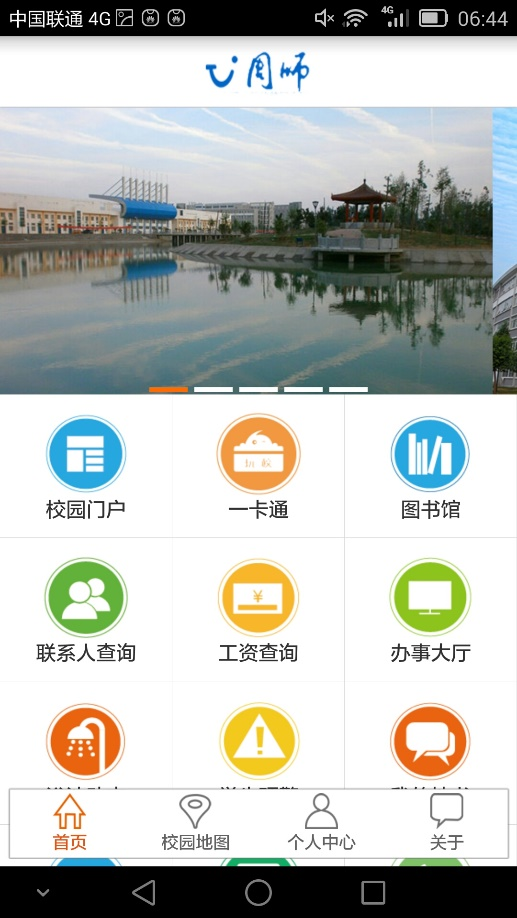 中国联通 4G
4G
06:44
周师
校园门户
一卡通
图书馆
¥
联系人查询
工资查询
办事大厅
首页
校园地图
个人中心
关于